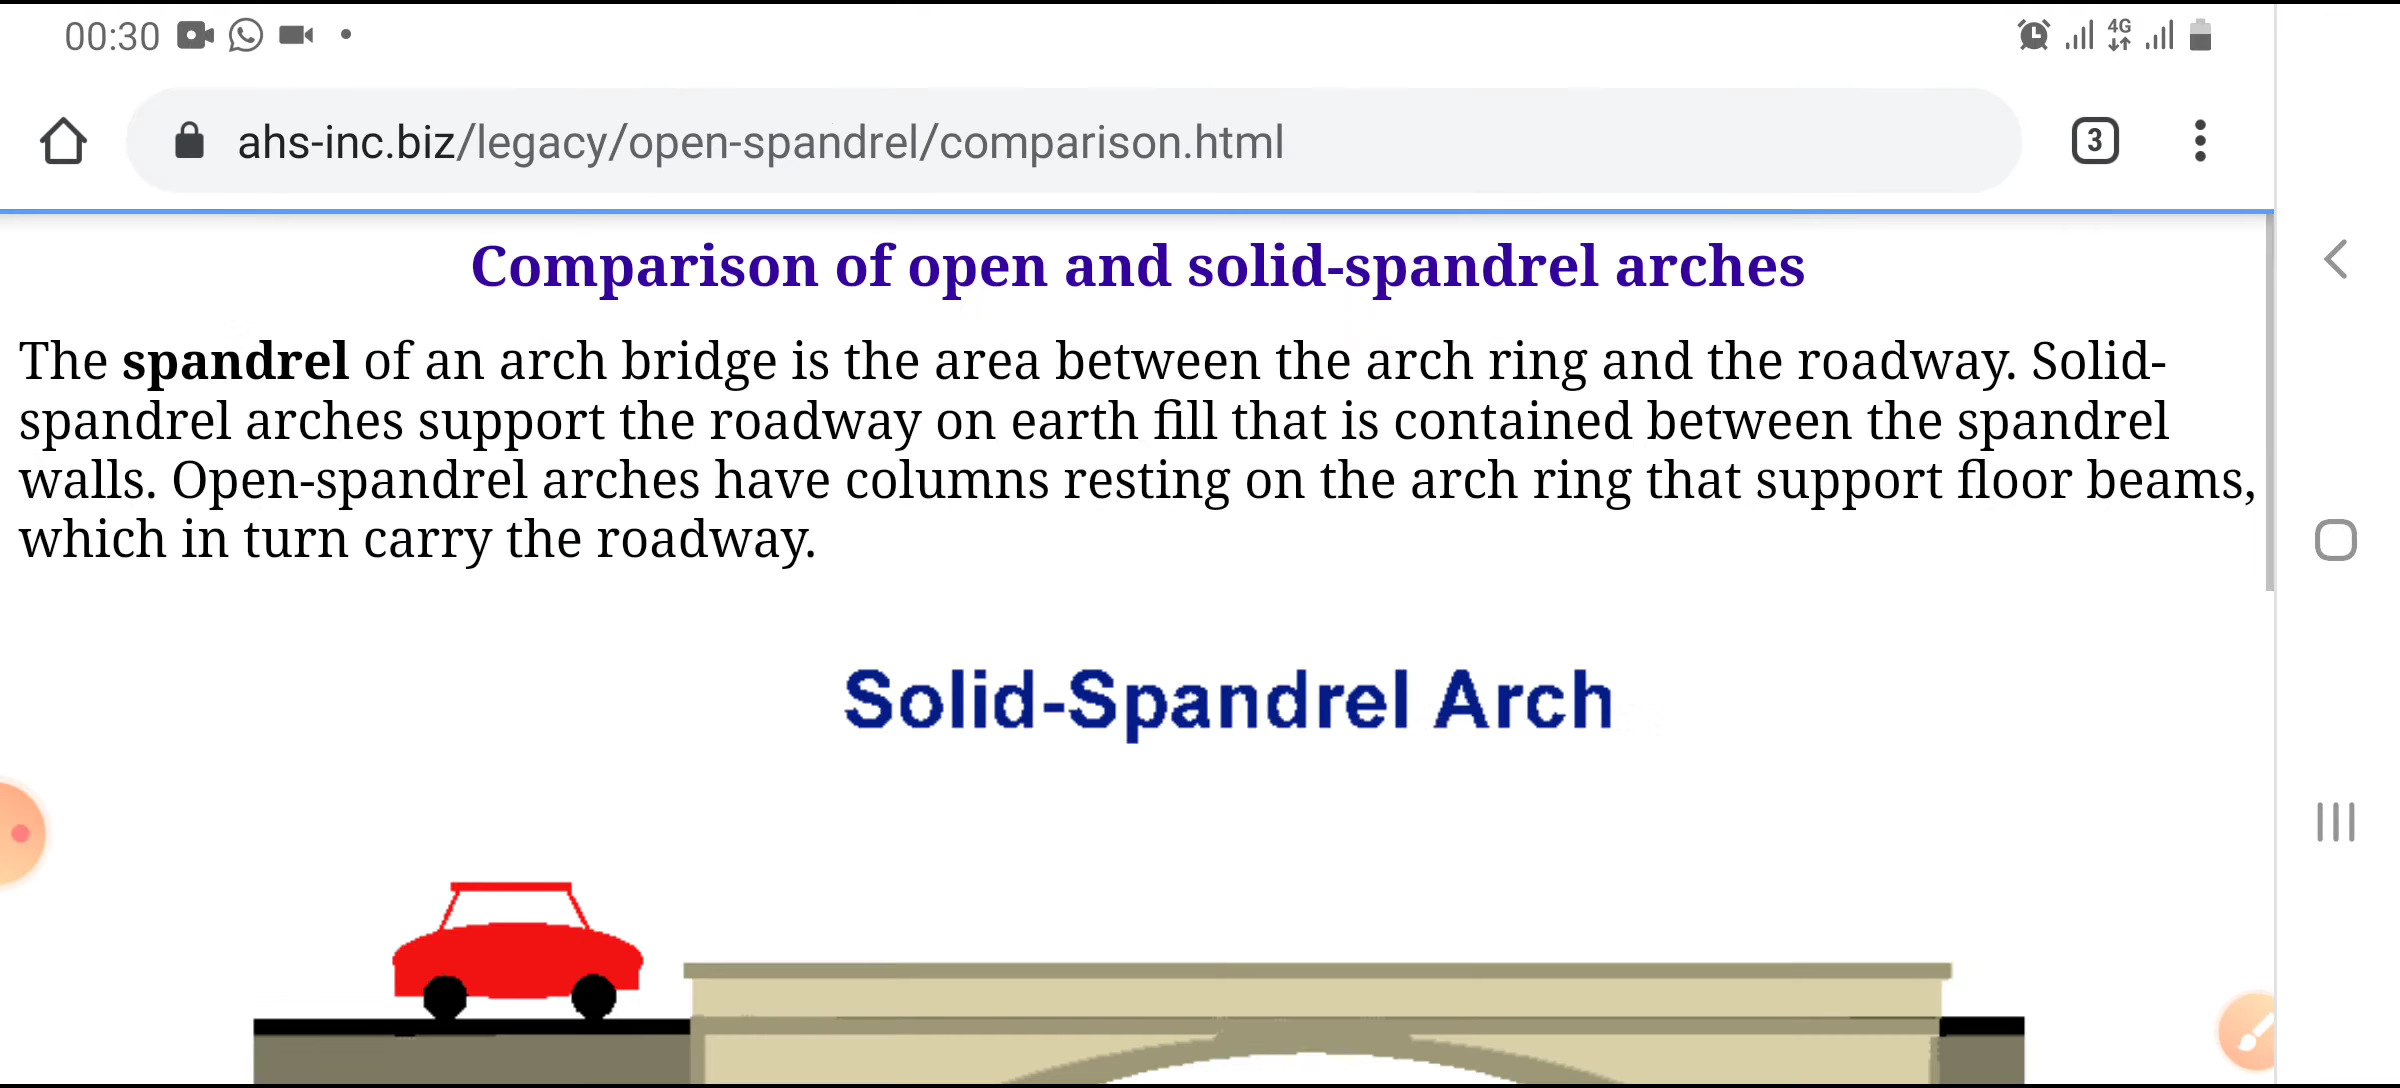 00:30
4G
ahs-inc.biz/legacy/open-spandrel/comparison.html
3
Comparison of open and solid-spandrel arches
The spandrel of an arch bridge is the area between the arch ring and the roadway. Solid-
spandrel arches support the roadway on earth fill that is contained between the spandrel
walls. Open-spandrel arches have columns resting on the arch ring that support floor beams,
which in turn carry the roadway.
Solid-Spandrel Arch